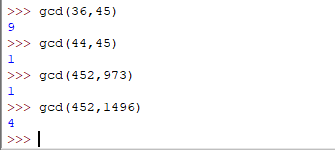 >>> gcd(36,45)
9
>>> gcd(44,45)
1
>>> gcd(452,973)
1
>>> gcd(452,1496)
4
>>>